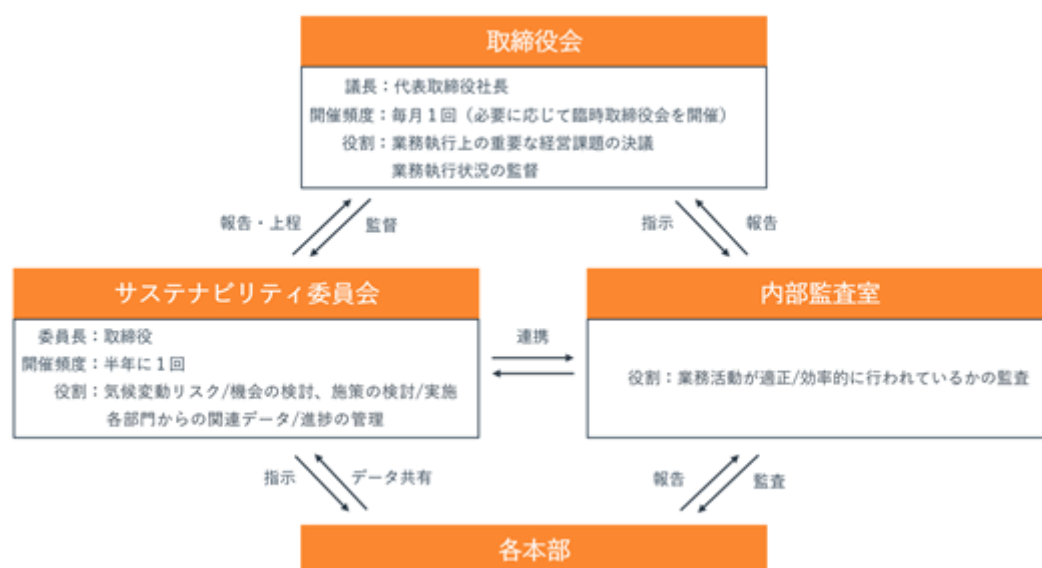 取締役会
議長：代表取締役社長
開催頻度：毎月１回（必要に応じて臨時取締役会を開催）
役割：業務執行上の重要な経営課題の決議
業務執行状況の監督
報告・上程
監督
指示
報告
サステナビリティ委員会
委員長：取締役
開催頻度：半年に１回
役割：気候変動リスク/機会の検討、施策の検討/実施
各部門からの関連データ/進捗の管理
連携
内部監査室
役割：業務活動が適正/効率的に行われているかの監査
指示
データ共有
報告
監査
各本部